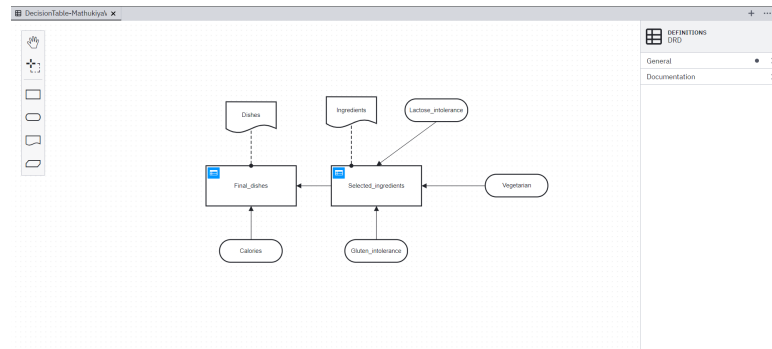 DecisionTable-Mathukiya\
DEFINITIONS
DRD
General
Documentation
Dishes
Ingredients
Lactose_intolerance
Final_dishes
Selected_ingredients
Vegetarian
Calories
Gluten_intolerance